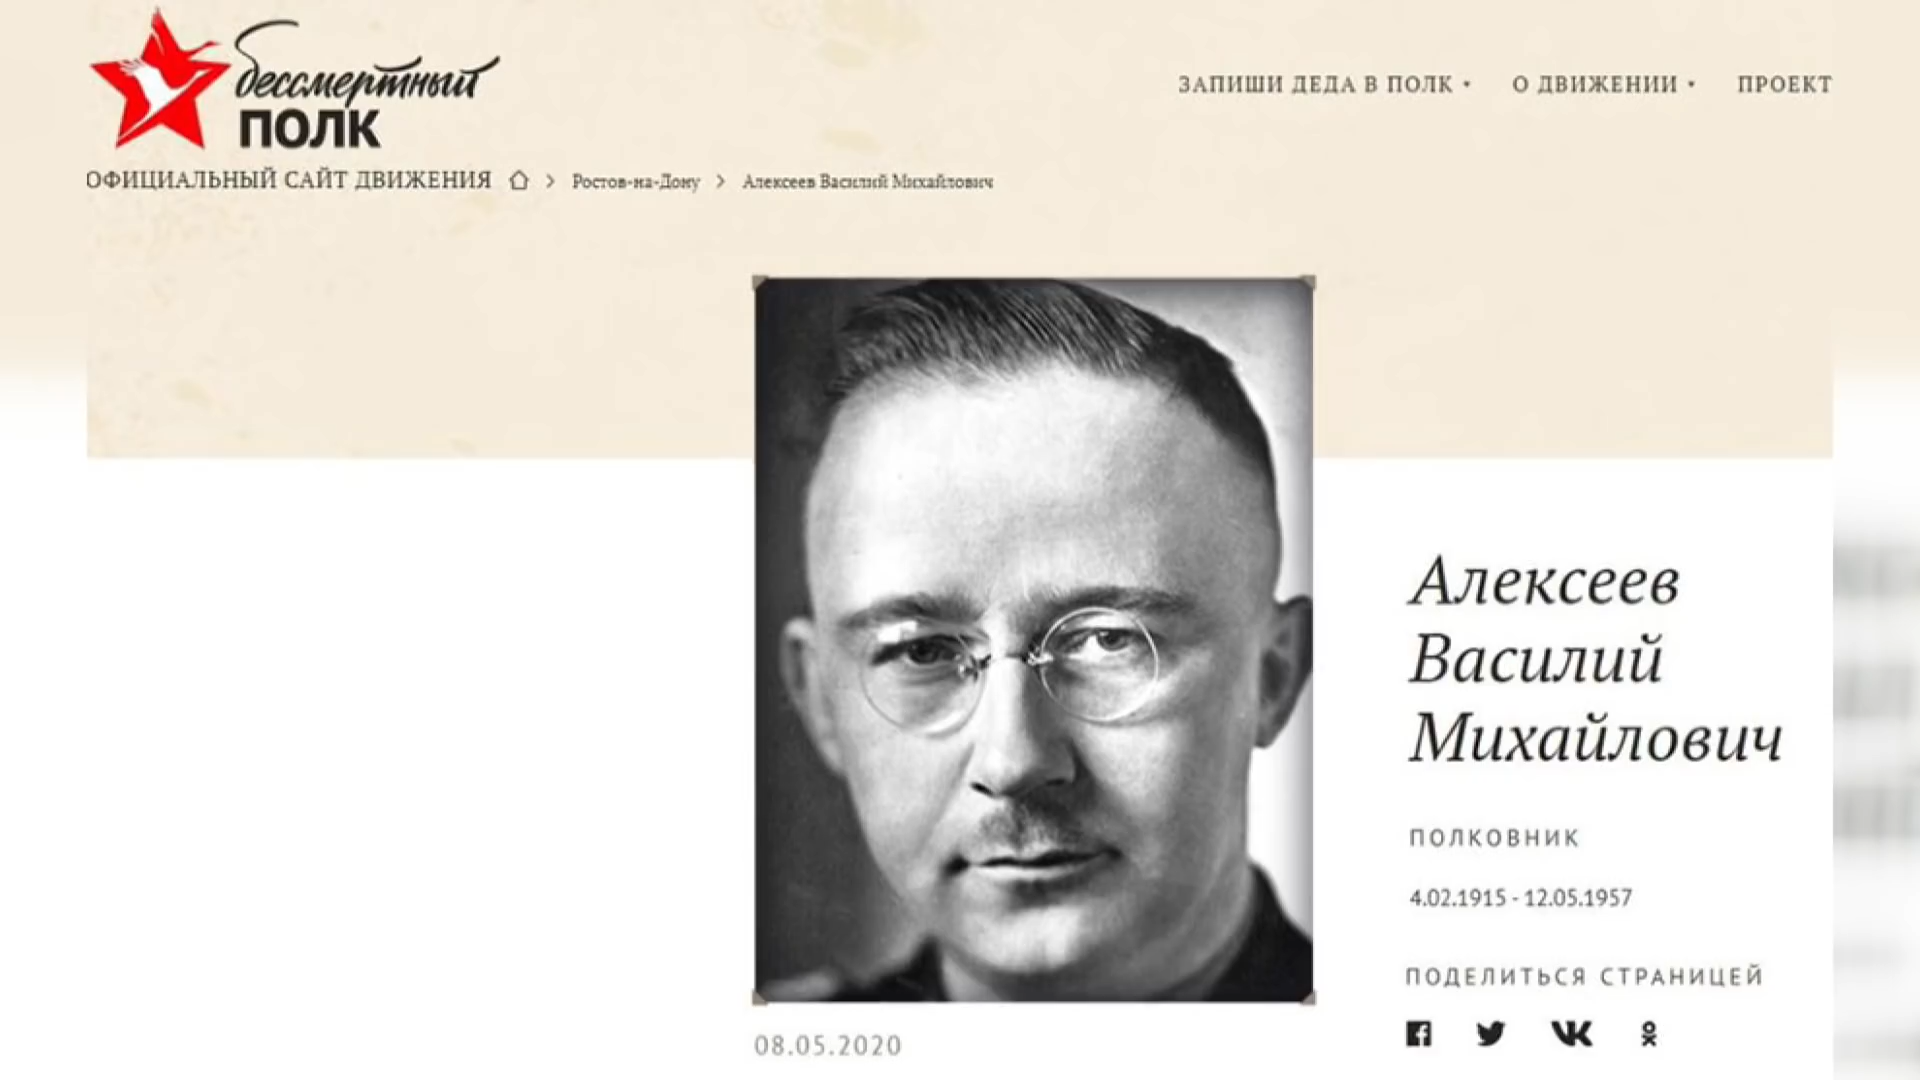 бессмертный
ПОЛК
ЗАПИШИ ДЕДА В ПОЛК
О ДВИЖЕНИИ
ПРОЕКТ
ОФИЦИАЛЬНЫЙ САЙТ ДВИЖЕНИЯ > Ростов-на-Дону > Алексеев Василий Михайлович
Алексеев
Василий
Михайлович
ПОЛКОВНИК
4.02.1915 - 12.05.1957
ПОДЕЛИТЬСЯ СТРАНИЦЕЙ
08.05.2020